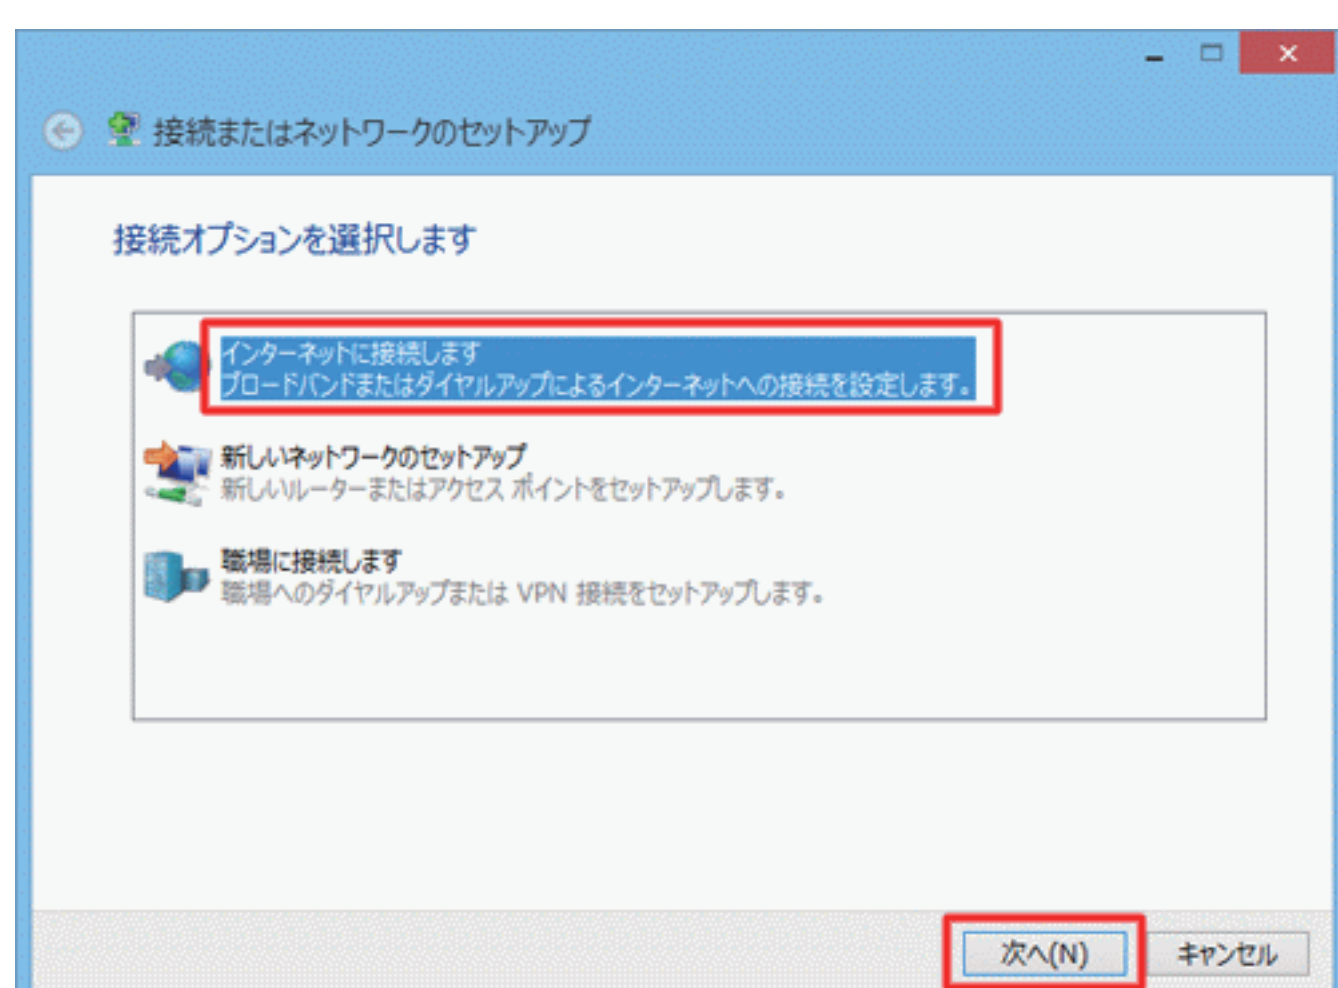 接続またはネットワークのセットアップ
接続オプションを選択します
インターネットに接続します
ブロードバンドまたはダイヤルアップによるインターネットへの接続を設定します。
新しいネットワークのセットアップ
新しいルーターまたはアクセス ポイントをセットアップします。
職場に接続します
職場へのダイヤルアップまたは VPN 接続をセットアップします。
次へ(N)
キャンセル